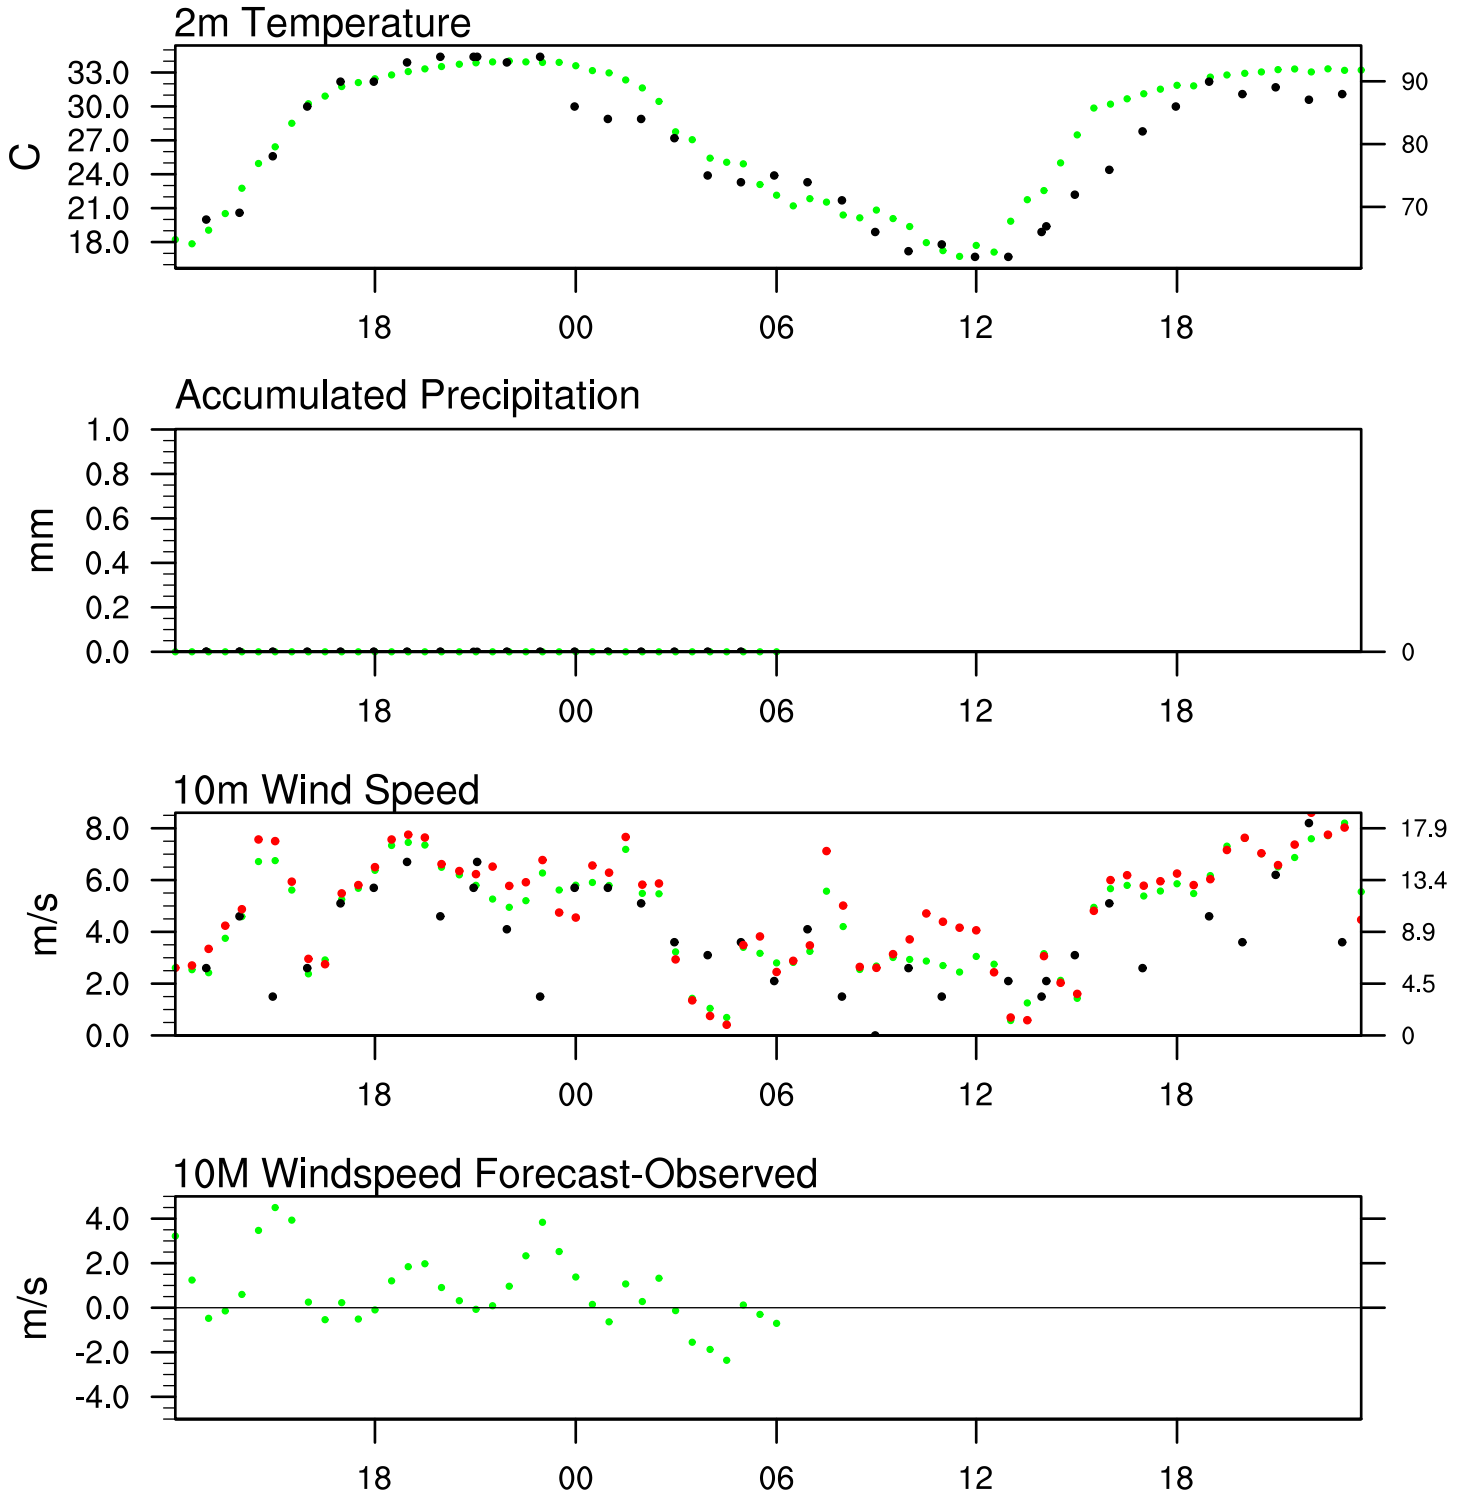 2m Temperature
C
33.0
30.0
27.0
24.0
21.0
18.0
90
80
70
18 00 06 12 18
Accumulated Precipitation
mm
1.0
0.8
0.6
0.4
0.2
0.0
0
18 00 06 12 18
10m Wind Speed
m/s
8.0
6.0
4.0
2.0
0.0
17.9
13.4
8.9
4.5
0
18 00 06 12 18
10M Windspeed Forecast-Observed
m/s
4.0
2.0
0.0
-2.0
-4.0
18 00 06 12 18